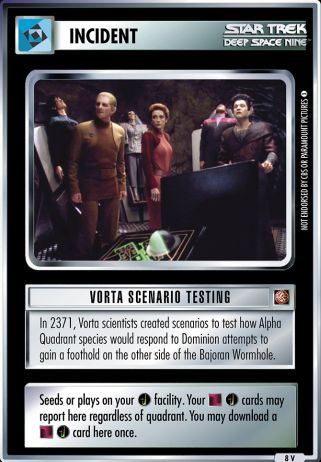 INCIDENT
STAR TREK
DEEP SPACE NINE
NOT ENDORSED BY CBS OR PARAMOUNT PICTURES
VORTA SCENARIO TESTING
In 2371, Vorta scientists created scenarios to test how Alpha
Quadrant species would respond to Dominion attempts to
gain a foothold on the other side of the Bajoran Wormhole.
Seeds or plays on your facility. Your cards may
report here regardless of quadrant. You may download a
card here once.
8 V